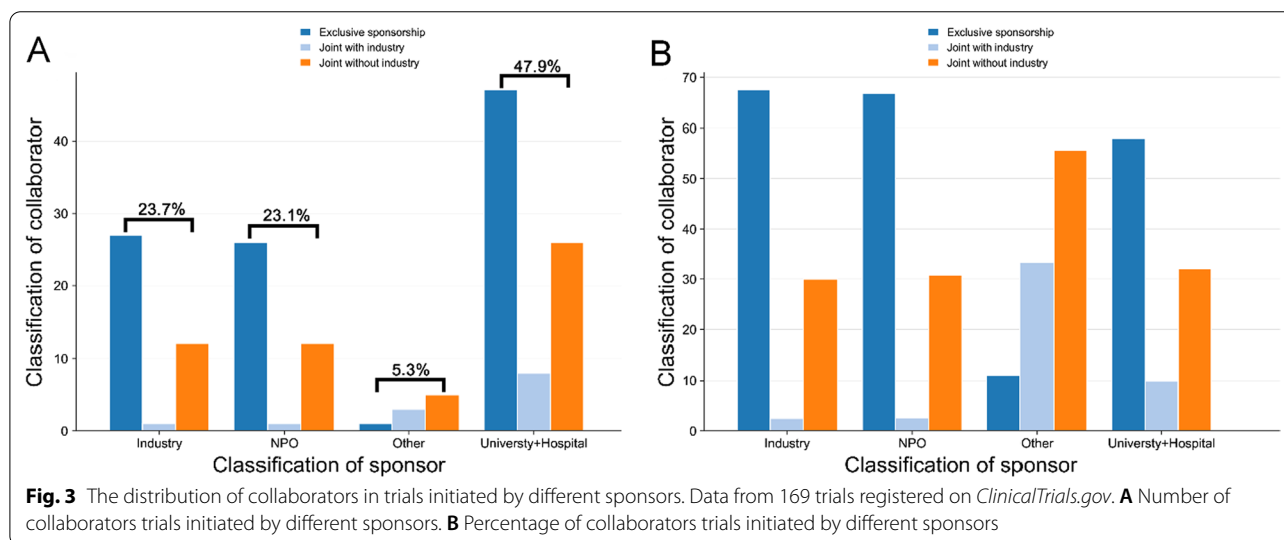 A
Exclusive sponsorship
Joint with industry
Joint without industry
Classification of collaborator
40
30
20
10
0
23.7%
23.1%
5.3%
47.9%
Industry
NPO
Other
Universty+Hospital
Classification of sponsor
B
Exclusive sponsorship
Joint with industry
Joint without industry
Classification of collaborator
70
60
50
40
30
20
10
0
Industry
NPO
Other
Universty+Hospital
Classification of sponsor
Fig. 3 The distribution of collaborators in trials initiated by different sponsors. Data from 169 trials registered on ClinicalTrials.gov. A Number of
collaborators trials initiated by different sponsors. B Percentage of collaborators trials initiated by different sponsors